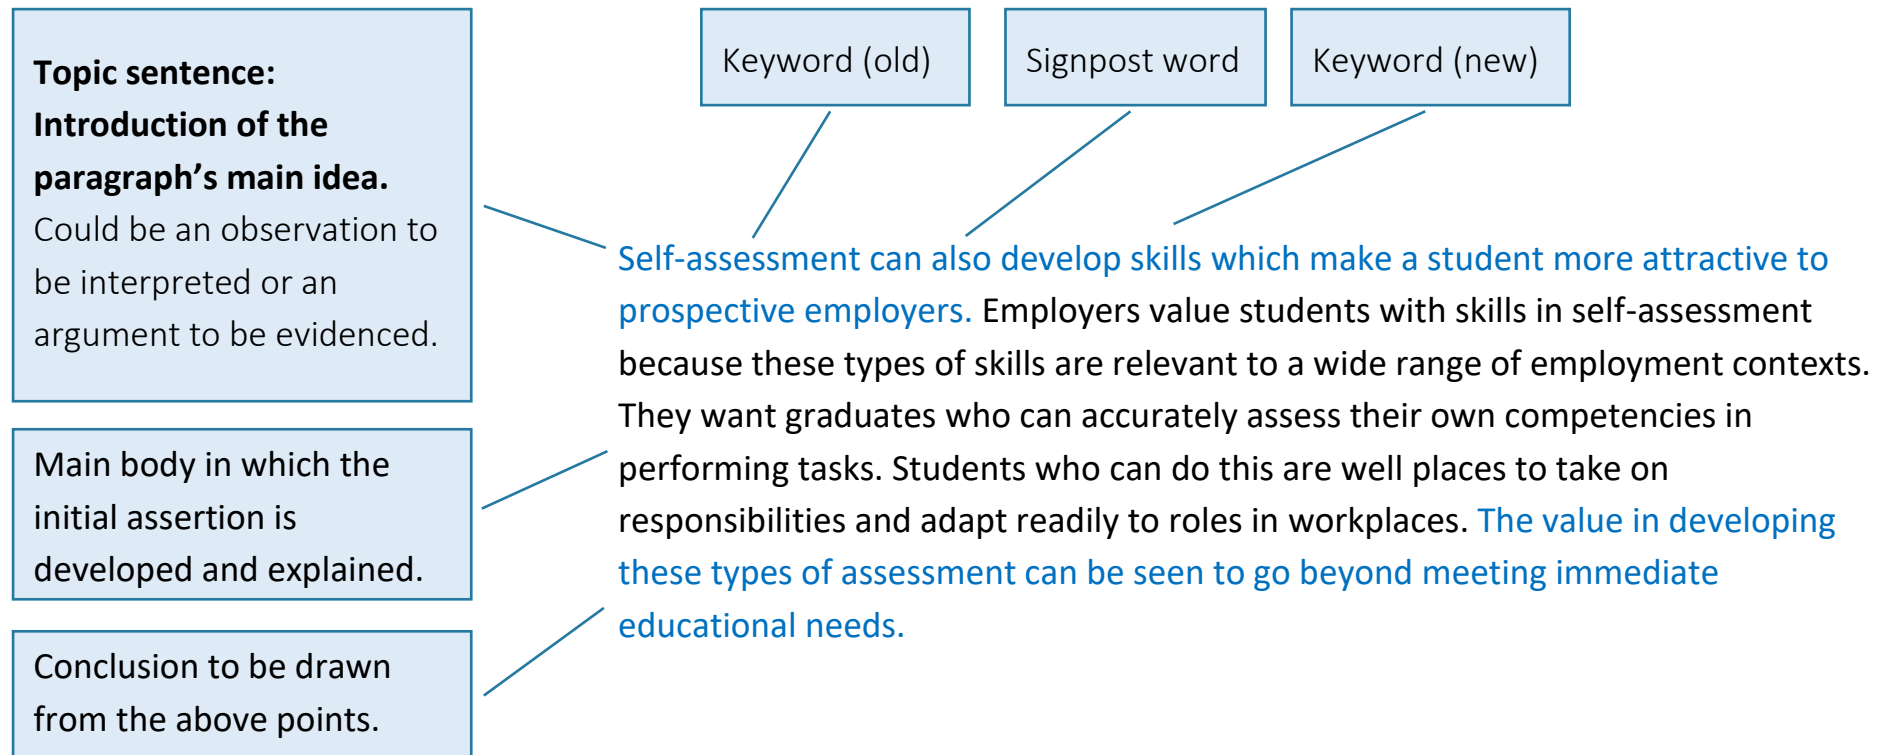 Topic sentence:
Introduction of the
paragraph’s main idea.
Could be an observation to
be interpreted or an
argument to be evidenced.
Main body in which the
initial assertion is
developed and explained.
Conclusion to be drawn
from the above points.
Keyword (old)
Signpost word
Keyword (new)
Self-assessment can also develop skills which make a student more attractive to
prospective employers. Employers value students with skills in self-assessment
because these types of skills are relevant to a wide range of employment contexts.
They want graduates who can accurately assess their own competencies in
performing tasks. Students who can do this are well places to take on
responsibilities and adapt readily to roles in workplaces. The value in developing
these types of assessment can be seen to go beyond meeting immediate
educational needs.